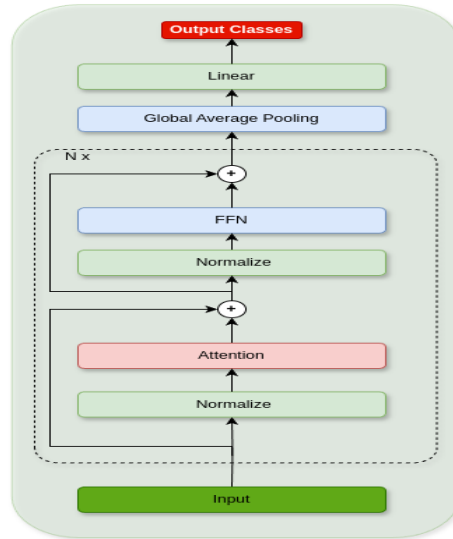 Output Classes
Linear
Global Average Pooling
N x
+
FFN
Normalize
+
Attention
Normalize
Input